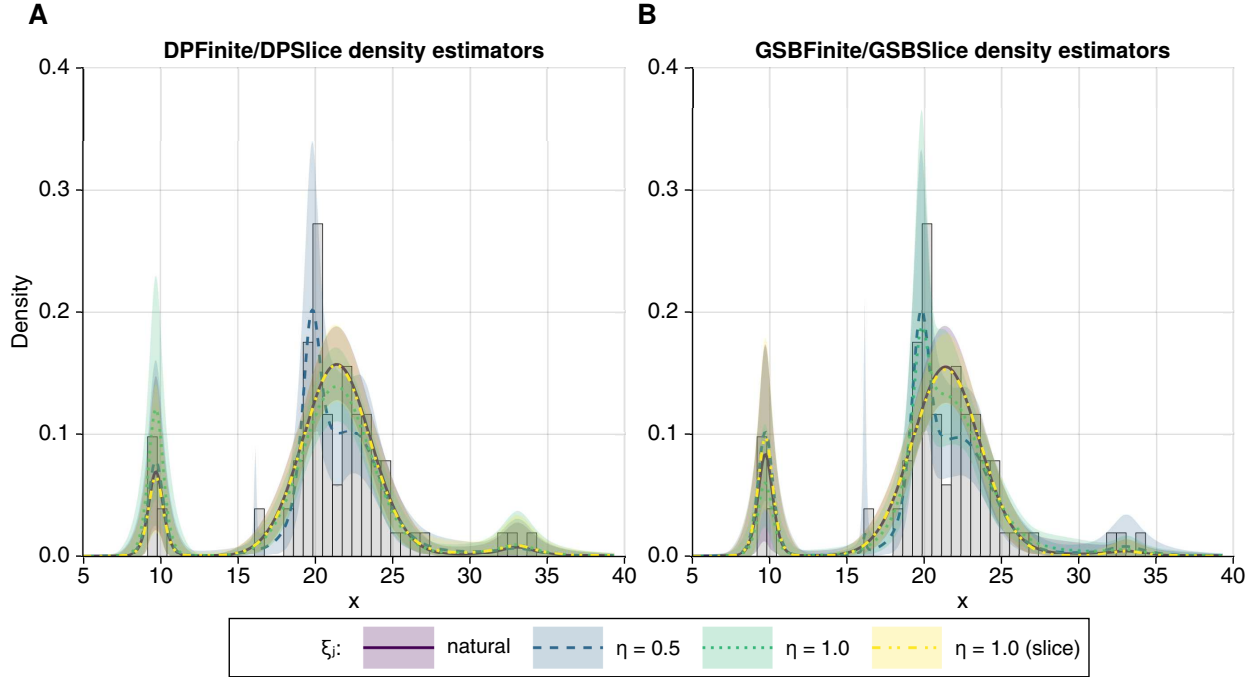 A
B
DPFinite/DPSlice density estimators
GSBFinite/GSBSlice density estimators
0.4
0.3
0.2
0.1
0.0
Density
5 10 15 20 25 30 35 40
x
0.4
0.3
0.2
0.1
0.0
5 10 15 20 25 30 35 40
x
ξj: natural η = 0.5 η = 1.0 η = 1.0 (slice)